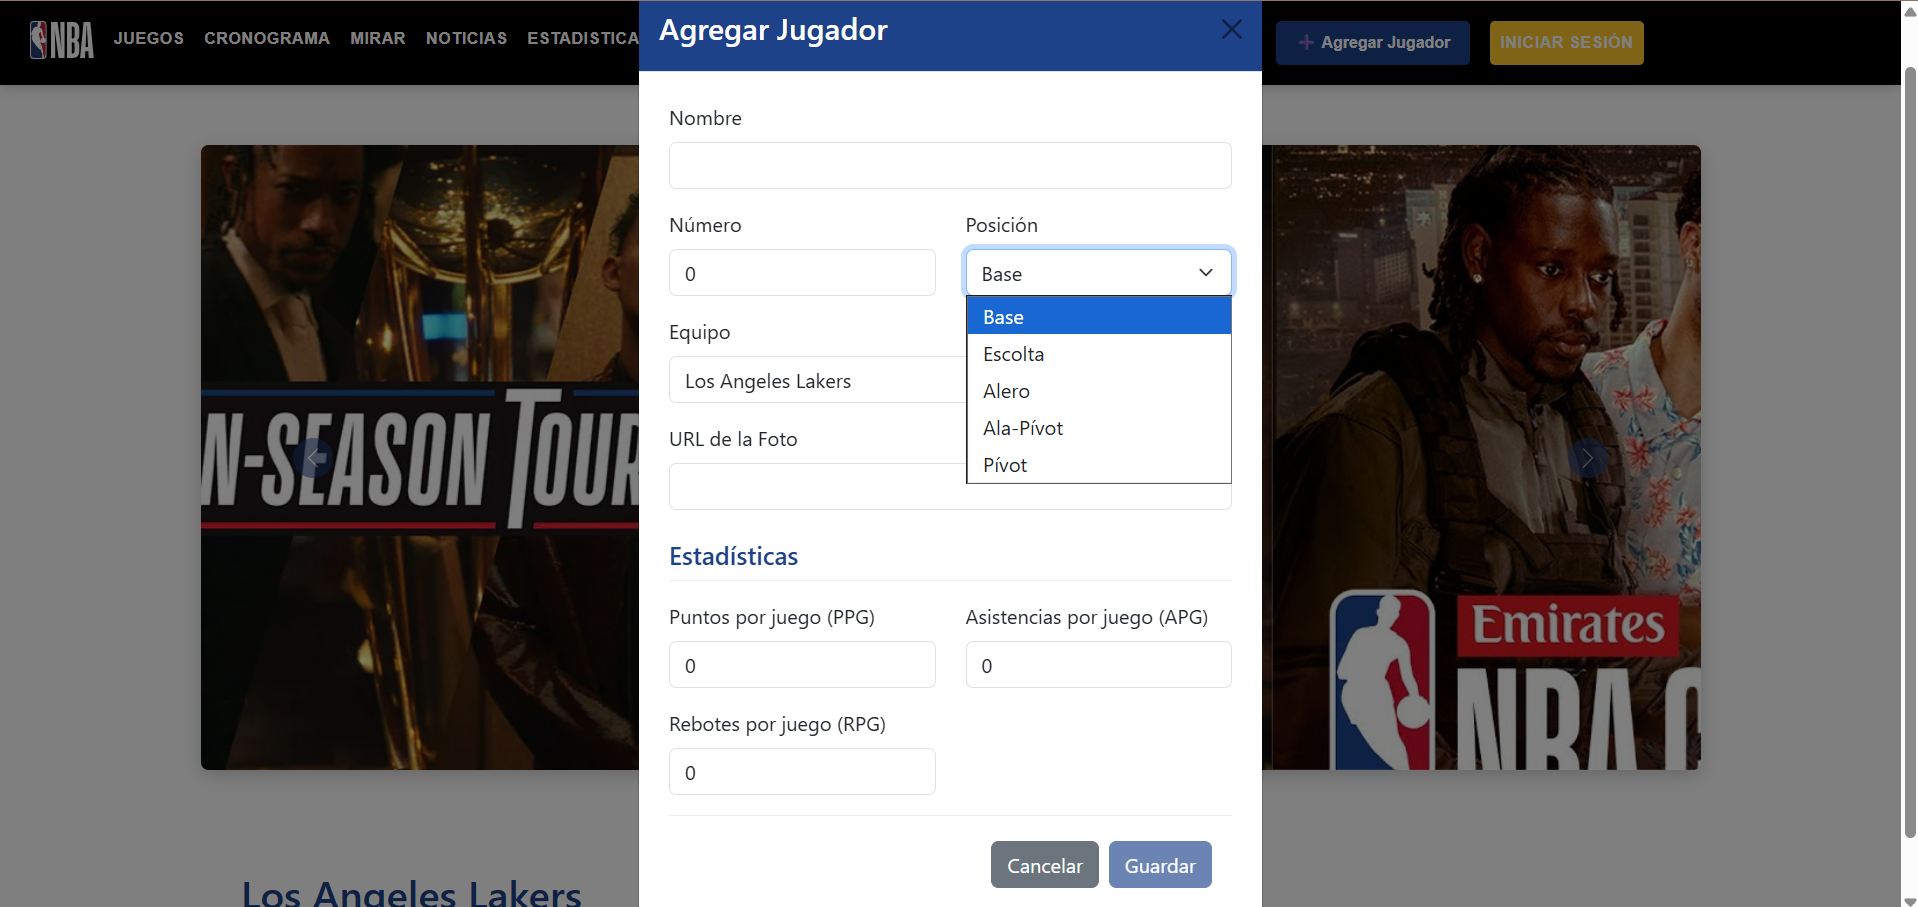 NBA
JUEGOS
CRONOGRAMA
MIRAR
NOTICIAS
ESTADISTICA
Agregar Jugador
+ Agregar Jugador
INICIAR SESIÓN
Nombre
Número
Posición
0
Base
Base
Escolta
Alero
Ala-Pívot
Pívot
Equipo
Los Angeles Lakers
URL de la Foto
N-SEASON TOUR
Estadísticas
Puntos por juego (PPG)
Asistencias por juego (APG)
0
0
Rebotes por juego (RPG)
0
Emirates
NBA C
Cancelar
Guardar
Los Angeles Lakers